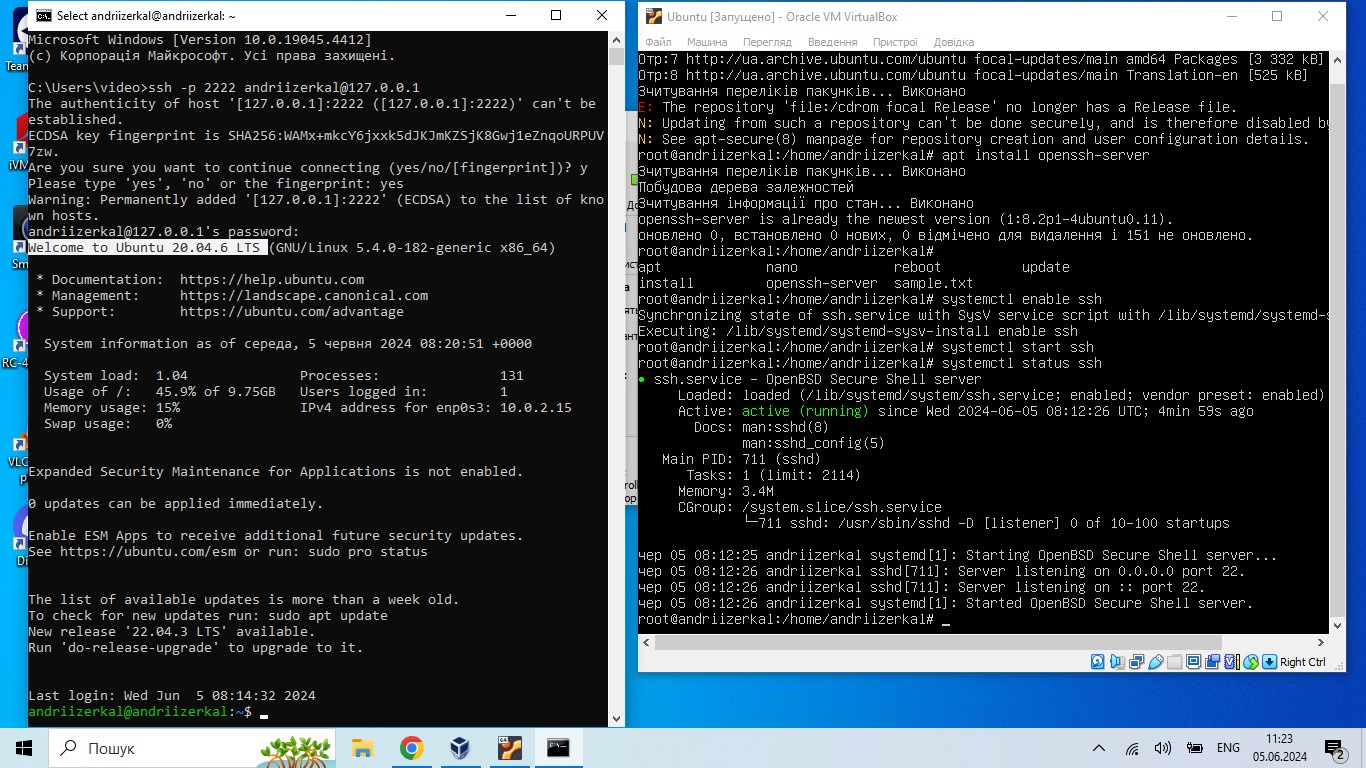 Select andriizerkal@andriizerkal: ~
Microsoft Windows [Version 10.0.19045.4412]
(c) Корпорація Майкрософт. Усі права захищені.
C:\Users\video>ssh -p 2222 andriizerkal@127.0.0.1
The authenticity of host '[127.0.0.1]:2222 ([127.0.0.1]:2222)' can't be
established.
ECDSA key fingerprint is SHA256:WAMx+mkcY6jxxk5dJKJmKZSjK8Gwj1eZnqoURPUV
7zw.
Are you sure you want to continue connecting (yes/no/[fingerprint])? y
Please type 'yes', 'no' or the fingerprint: yes
Warning: Permanently added '[127.0.0.1]:2222' (ECDSA) to the list of kno
wn hosts.
andriizerkal@127.0.0.1's password:
Welcome to Ubuntu 20.04.6 LTS (GNU/Linux 5.4.0-182-generic x86_64)
* Documentation:  https://help.ubuntu.com
* Management:     https://landscape.canonical.com
* Support:        https://ubuntu.com/advantage
System information as of середа, 5 червня 2024 08:20:51 +0000
System load:  1.04              Processes:               131
Usage of /:   45.9% of 9.75GB   Users logged in:         1
Memory usage: 15%               IPv4 address for enp0s3: 10.0.2.15
Swap usage:   0%
Expanded Security Maintenance for Applications is not enabled.
0 updates can be applied immediately.
Enable ESM Apps to receive additional future security updates.
See https://ubuntu.com/esm or run: sudo pro status
The list of available updates is more than a week old.
To check for new updates run: sudo apt update
New release '22.04.3 LTS' available.
Run 'do-release-upgrade' to upgrade to it.
Last login: Wed Jun  5 08:14:32 2024
andriizerkal@andriizerkal:~$
Ubuntu [Запущено] - Oracle VM VirtualBox
Файл Машина Перегляд Введення Пристрої Довідка
Отр:7 http://ua.archive.ubuntu.com/ubuntu focal-updates/main amd64 Packages [3 332 kB]
Отр:8 http://ua.archive.ubuntu.com/ubuntu focal-updates/main Translation-en [525 kB]
Зчитування переліків пакунків... Виконано
E: The repository 'file:/cdrom focal Release' no longer has a Release file.
N: Updating from such a repository can't be done securely, and is therefore disabled by
N: See apt-secure(8) manpage for repository creation and user configuration details.
root@andriizerkal:/home/andriizerkal# apt install openssh-server
Зчитування переліків пакунків... Виконано
Побудова дерева залежностей
Зчитування інформації про стан... Виконано
openssh-server is already the newest version (1:8.2p1-4ubuntu0.11).
оновлено 0, встановлено 0 нових, 0 відмічено для видалення і 151 не оновлено.
root@andriizerkal:/home/andriizerkal#
apt             nano            reboot          update
install         openssh-server  sample.txt
root@andriizerkal:/home/andriizerkal# systemctl enable ssh
Synchronizing state of ssh.service with SysV service script with /lib/systemd/systemd-s
Executing: /lib/systemd/systemd-sysv-install enable ssh
root@andriizerkal:/home/andriizerkal# systemctl start ssh
root@andriizerkal:/home/andriizerkal# systemctl status ssh
● ssh.service - OpenBSD Secure Shell server
Loaded: loaded (/lib/systemd/system/ssh.service; enabled; vendor preset: enabled)
Active: active (running) since Wed 2024-06-05 08:12:26 UTC; 4min 59s ago
Docs: man:sshd(8)
man:sshd_config(5)
Main PID: 711 (sshd)
Tasks: 1 (limit: 2114)
Memory: 3.4M
CGroup: /system.slice/ssh.service
└─711 sshd: /usr/sbin/sshd -D [listener] 0 of 10-100 startups
чер 05 08:12:25 andriizerkal systemd[1]: Starting OpenBSD Secure Shell server...
чер 05 08:12:26 andriizerkal sshd[711]: Server listening on 0.0.0.0 port 22.
чер 05 08:12:26 andriizerkal sshd[711]: Server listening on :: port 22.
чер 05 08:12:26 andriizerkal systemd[1]: Started OpenBSD Secure Shell server.
root@andriizerkal:/home/andriizerkal# _
Right Ctrl
Пошук
ENG
11:23
05.06.2024
2